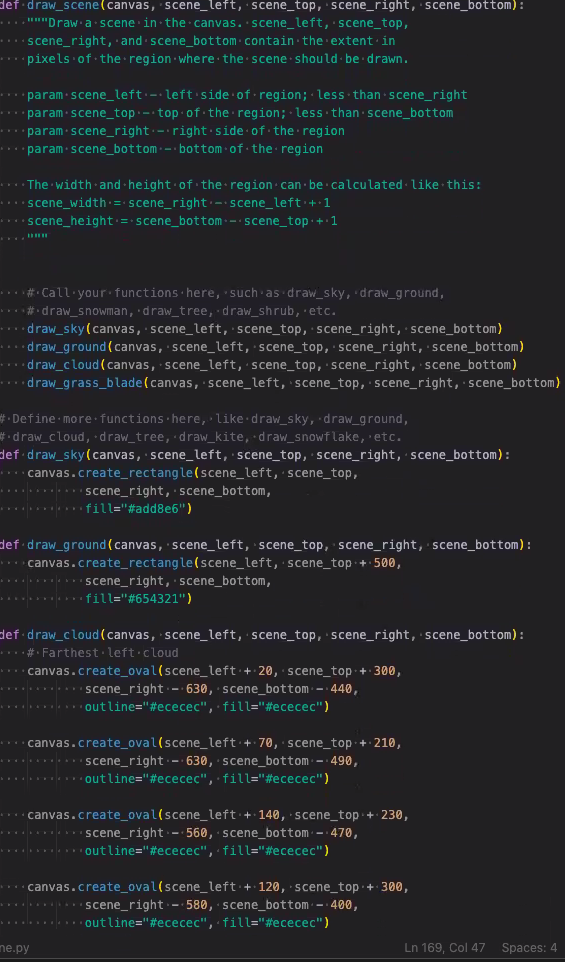 def draw_scene(canvas, scene_left, scene_top, scene_right, scene_bottom):
    """Draw a scene in the canvas. scene_left, scene_top,
    scene_right, and scene_bottom contain the extent in
    pixels of the region where the scene should be drawn.

    param scene_left - left side of region; less than scene_right
    param scene_top - top of the region; less than scene_bottom
    param scene_right - right side of the region
    param scene_bottom - bottom of the region

    The width and height of the region can be calculated like this:
    scene_width = scene_right - scene_left + 1
    scene_height = scene_bottom - scene_top + 1
    """

    # Call your functions here, such as draw_sky, draw_ground,
    # draw_snowman, draw_tree, draw_shrub, etc.
    draw_sky(canvas, scene_left, scene_top, scene_right, scene_bottom)
    draw_ground(canvas, scene_left, scene_top, scene_right, scene_bottom)
    draw_cloud(canvas, scene_left, scene_top, scene_right, scene_bottom)
    draw_grass_blade(canvas, scene_left, scene_top, scene_right, scene_bottom)

# Define more functions here, like draw_sky, draw_ground,
# draw_cloud, draw_tree, draw_kite, draw_snowflake, etc.
def draw_sky(canvas, scene_left, scene_top, scene_right, scene_bottom):
    canvas.create_rectangle(scene_left, scene_top,
            scene_right, scene_bottom,
            fill="#add8e6")

def draw_ground(canvas, scene_left, scene_top, scene_right, scene_bottom):
    canvas.create_rectangle(scene_left, scene_top + 500,
            scene_right, scene_bottom,
            fill="#654321")

def draw_cloud(canvas, scene_left, scene_top, scene_right, scene_bottom):
    # Farthest left cloud
    canvas.create_oval(scene_left + 20, scene_top + 300,
            scene_right - 630, scene_bottom - 440,
            outline="#ececec", fill="#ececec")

    canvas.create_oval(scene_left + 70, scene_top + 210,
            scene_right - 630, scene_bottom - 490,
            outline="#ececec", fill="#ececec")

    canvas.create_oval(scene_left + 140, scene_top + 230,
            scene_right - 560, scene_bottom - 470,
            outline="#ececec", fill="#ececec")

    canvas.create_oval(scene_left + 120, scene_top + 300,
            scene_right - 580, scene_bottom - 400,
            outline="#ececec", fill="#ececec")
ne.py Ln 169, Col 47 Spaces: 4